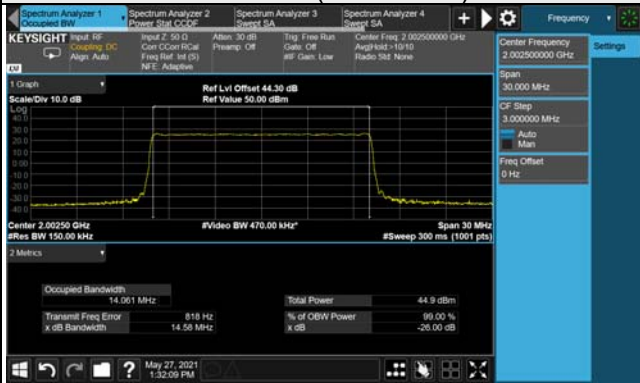 Spectrum Analyzer 1
Occupied BW
Spectrum Analyzer 2
Power Stat CCDF
Spectrum Analyzer 3
Swept SA
Spectrum Analyzer 4
Swept SA
+
Frequency
KEYSIGHT
Input: RF
Coupling: DC
Align: Auto
Input Z: 50 Ω
Corr CCorr RCal
Freq Ref: Int (S)
NFE: Adaptive
Atten: 30 dB
Preamp: Off
Trig: Free Run
Gate: Off
#IF Gain: Low
Center Freq: 2.002500000 GHz
Avg|Hold:>10/10
Radio Std: None
LXI
Center Frequency
2.002500000 GHz
Settings
Span
30.000 MHz
CF Step
3.000000 MHz
Auto
Man
Freq Offset
0 Hz
1 Graph
Scale/Div 10.0 dB
Ref Lvl Offset 44.30 dB
Ref Value 50.00 dBm
Log
40.0
30.0
20.0
10.0
0.00
-10.0
-20.0
-30.0
-40.0
Center 2.00250 GHz
#Res BW 150.00 kHz
#Video BW 470.00 kHz*
Span 30 MHz
#Sweep 300 ms (1001 pts)
2 Metrics
Occupied Bandwidth
14.061 MHz
Total Power
44.9 dBm
Transmit Freq Error
818 Hz
% of OBW Power
99.00 %
x dB Bandwidth
14.58 MHz
x dB
-26.00 dB
?
May 27, 2021
1:32:09 PM